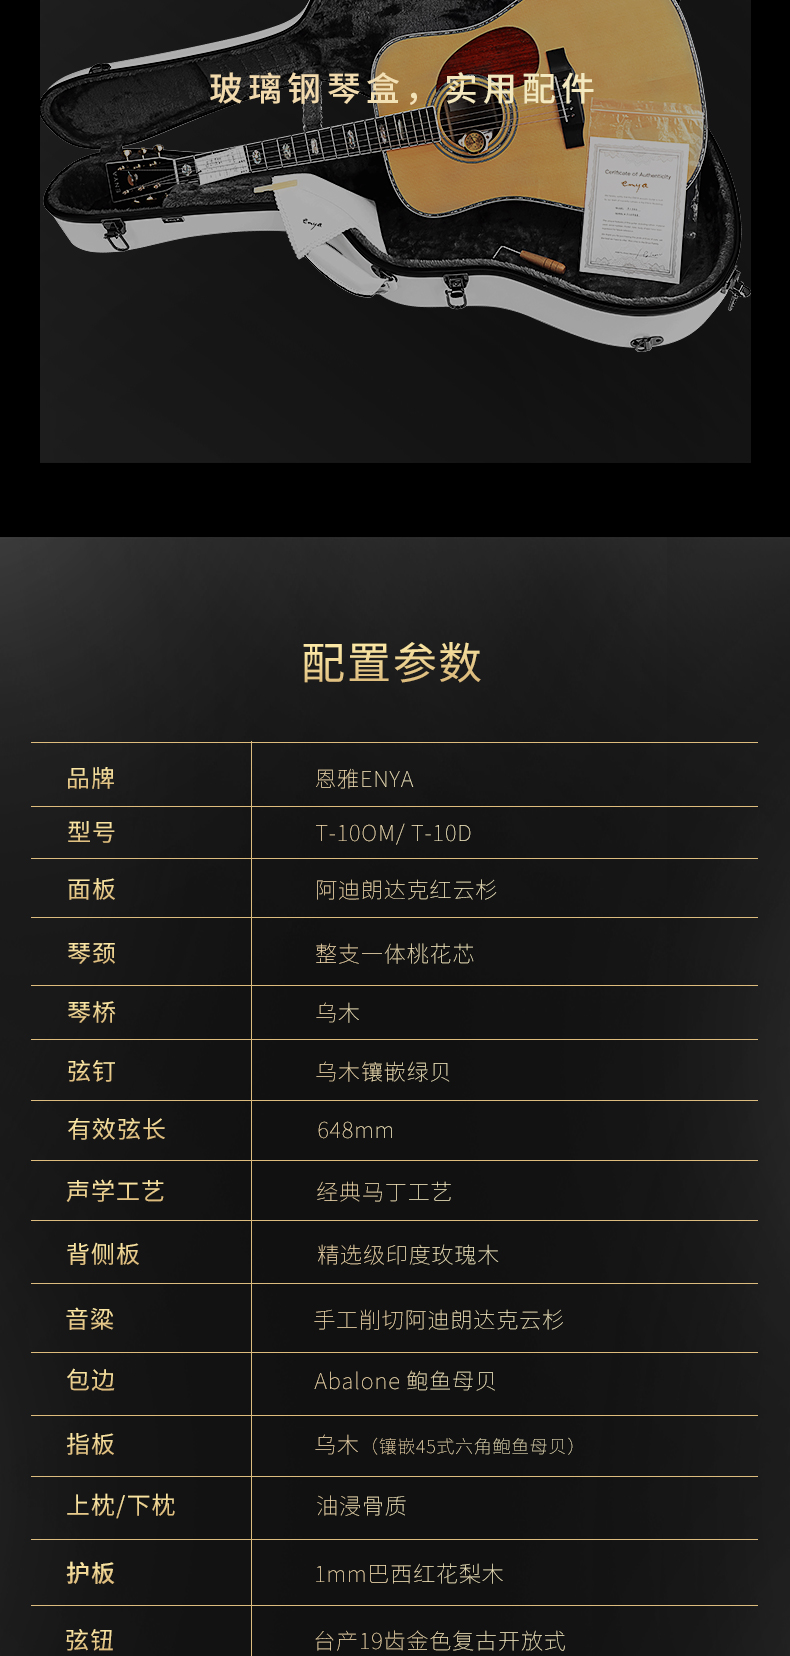 玻璃钢琴盒，实用配件
Certificate of Authenticity
enya
enya
配置参数
品牌 恩雅ENYA
型号 T-10OM/ T-10D
面板 阿迪朗达克红云杉
琴颈 整支一体桃花芯
琴桥 乌木
弦钉 乌木镶嵌绿贝
有效弦长 648mm
声学工艺 经典马丁工艺
背侧板 精选级印度玫瑰木
音粱 手工削切阿迪朗达克云杉
包边 Abalone 鲍鱼母贝
指板 乌木（镶嵌45式六角鲍鱼母贝）
上枕/下枕 油浸骨质
护板 1mm巴西红花梨木
弦钮 台产19齿金色复古开放式